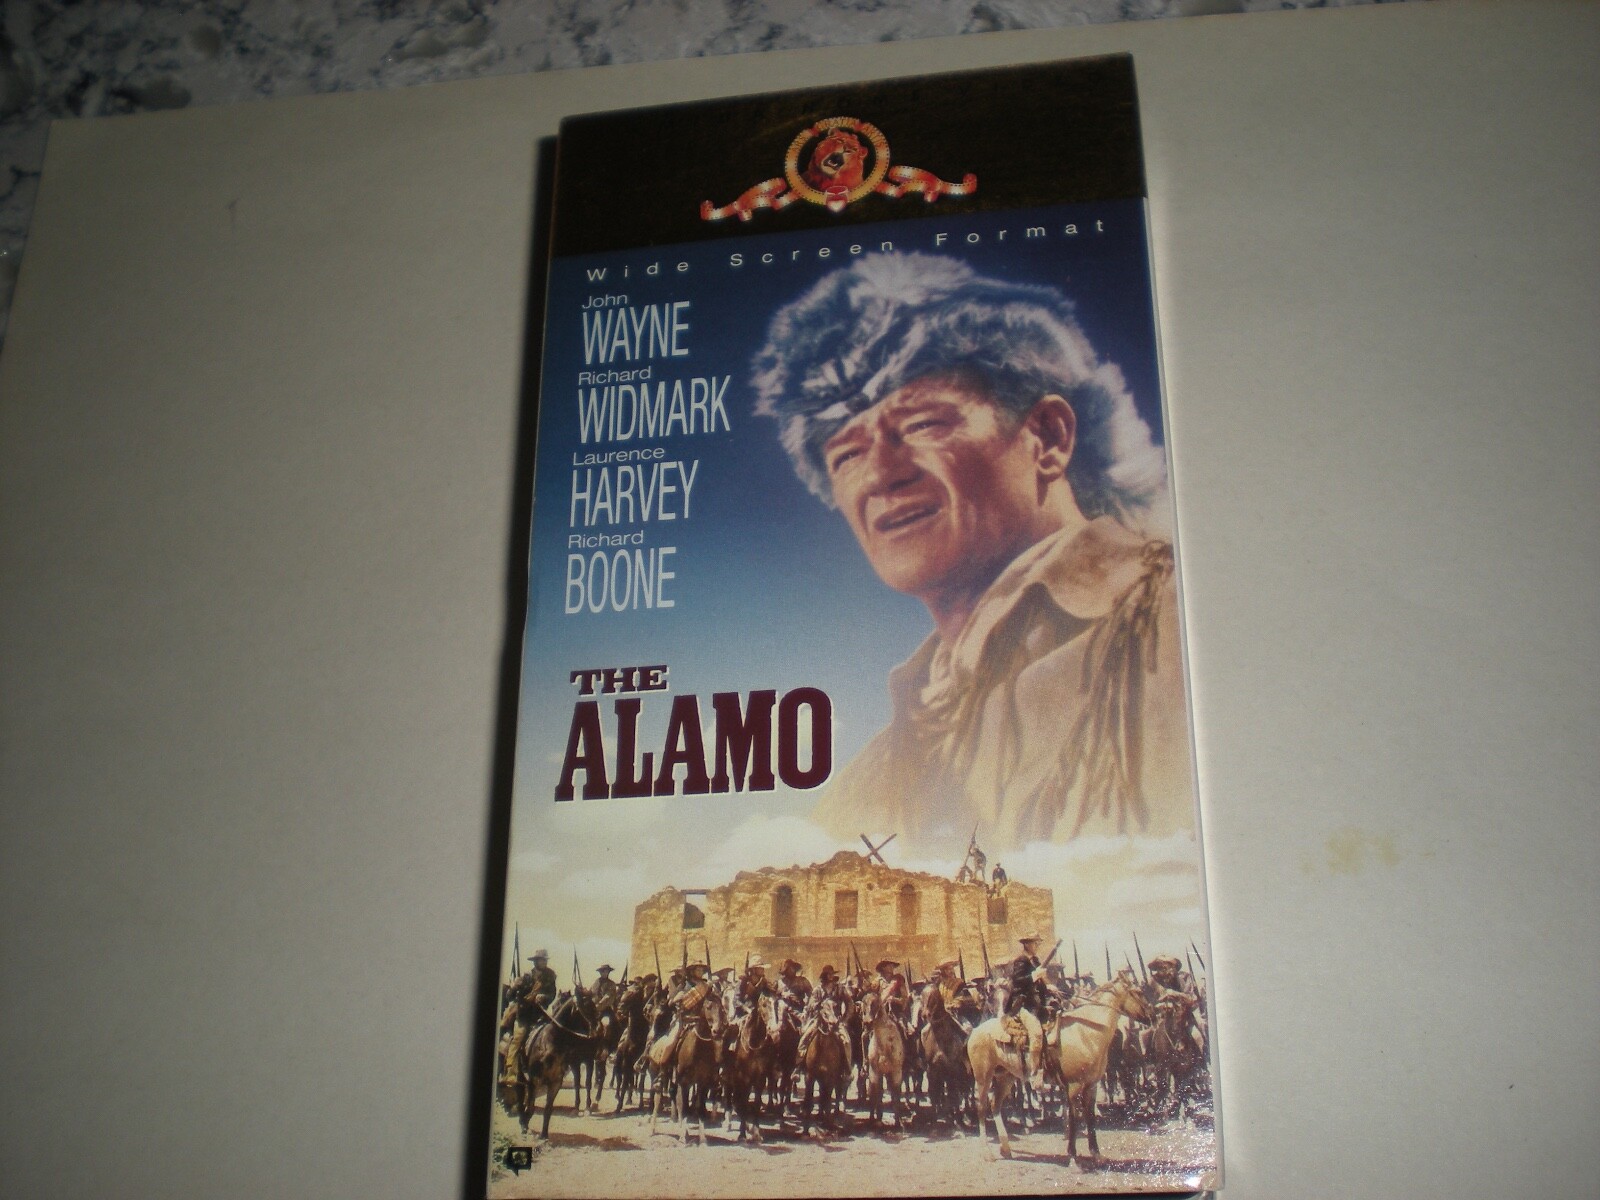 Wide Screen Format
John
WAYNE
Richard
WIDMARK
Laurence
HARVEY
Richard
BOONE
THE
ALAMO